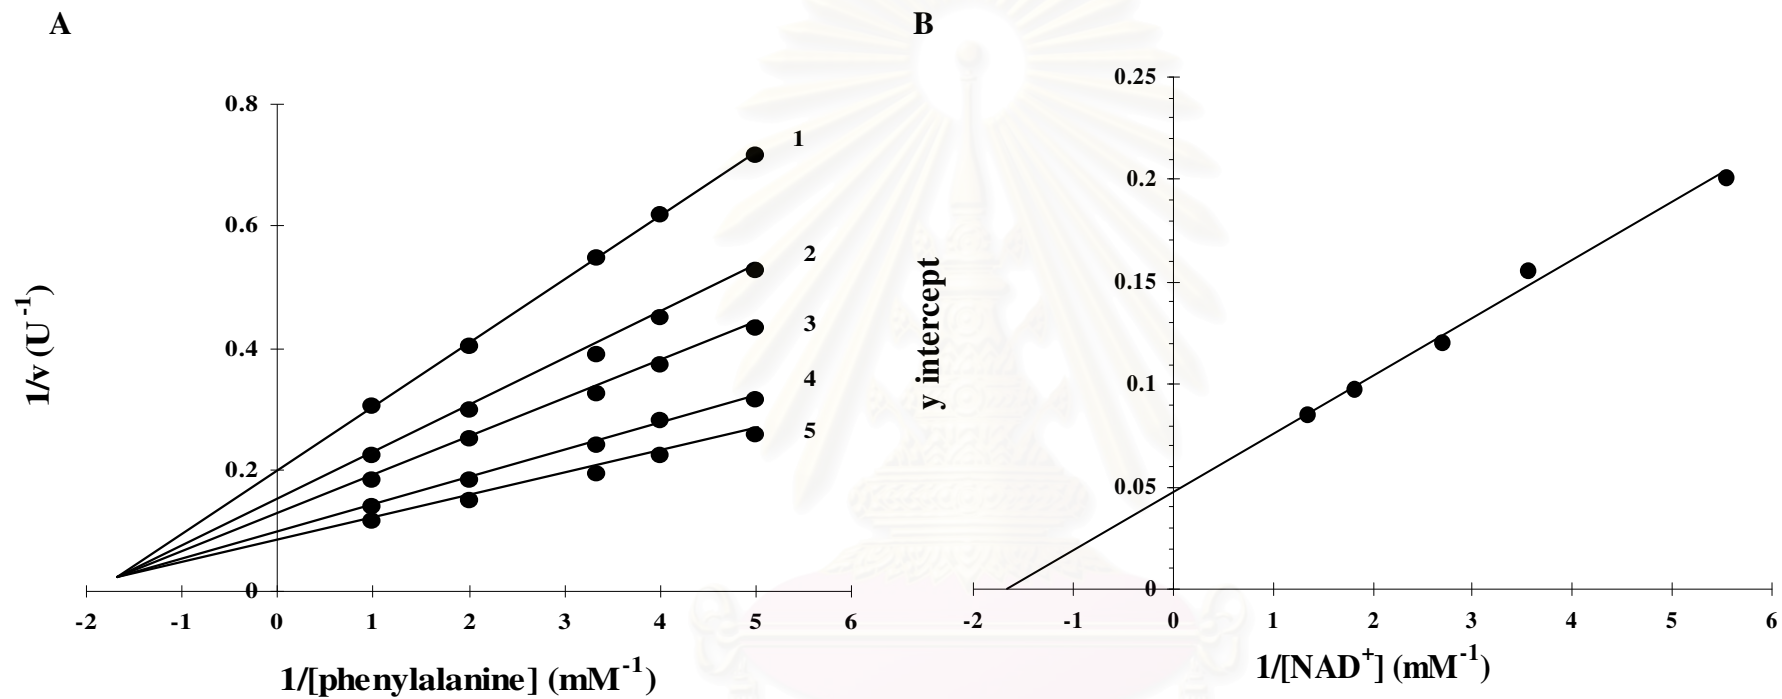 A
B
0.8
0.6
0.4
0.2
0
-2 -1 0 1 2 3 4 5 6
1
2
3
4
5
1/v (U⁻¹)
1/[phenylalanine] (mM⁻¹)
0.25
0.2
0.15
0.1
0.05
0
-2 -1 0 1 2 3 4 5 6
y intercept
1/[NAD⁺] (mM⁻¹)